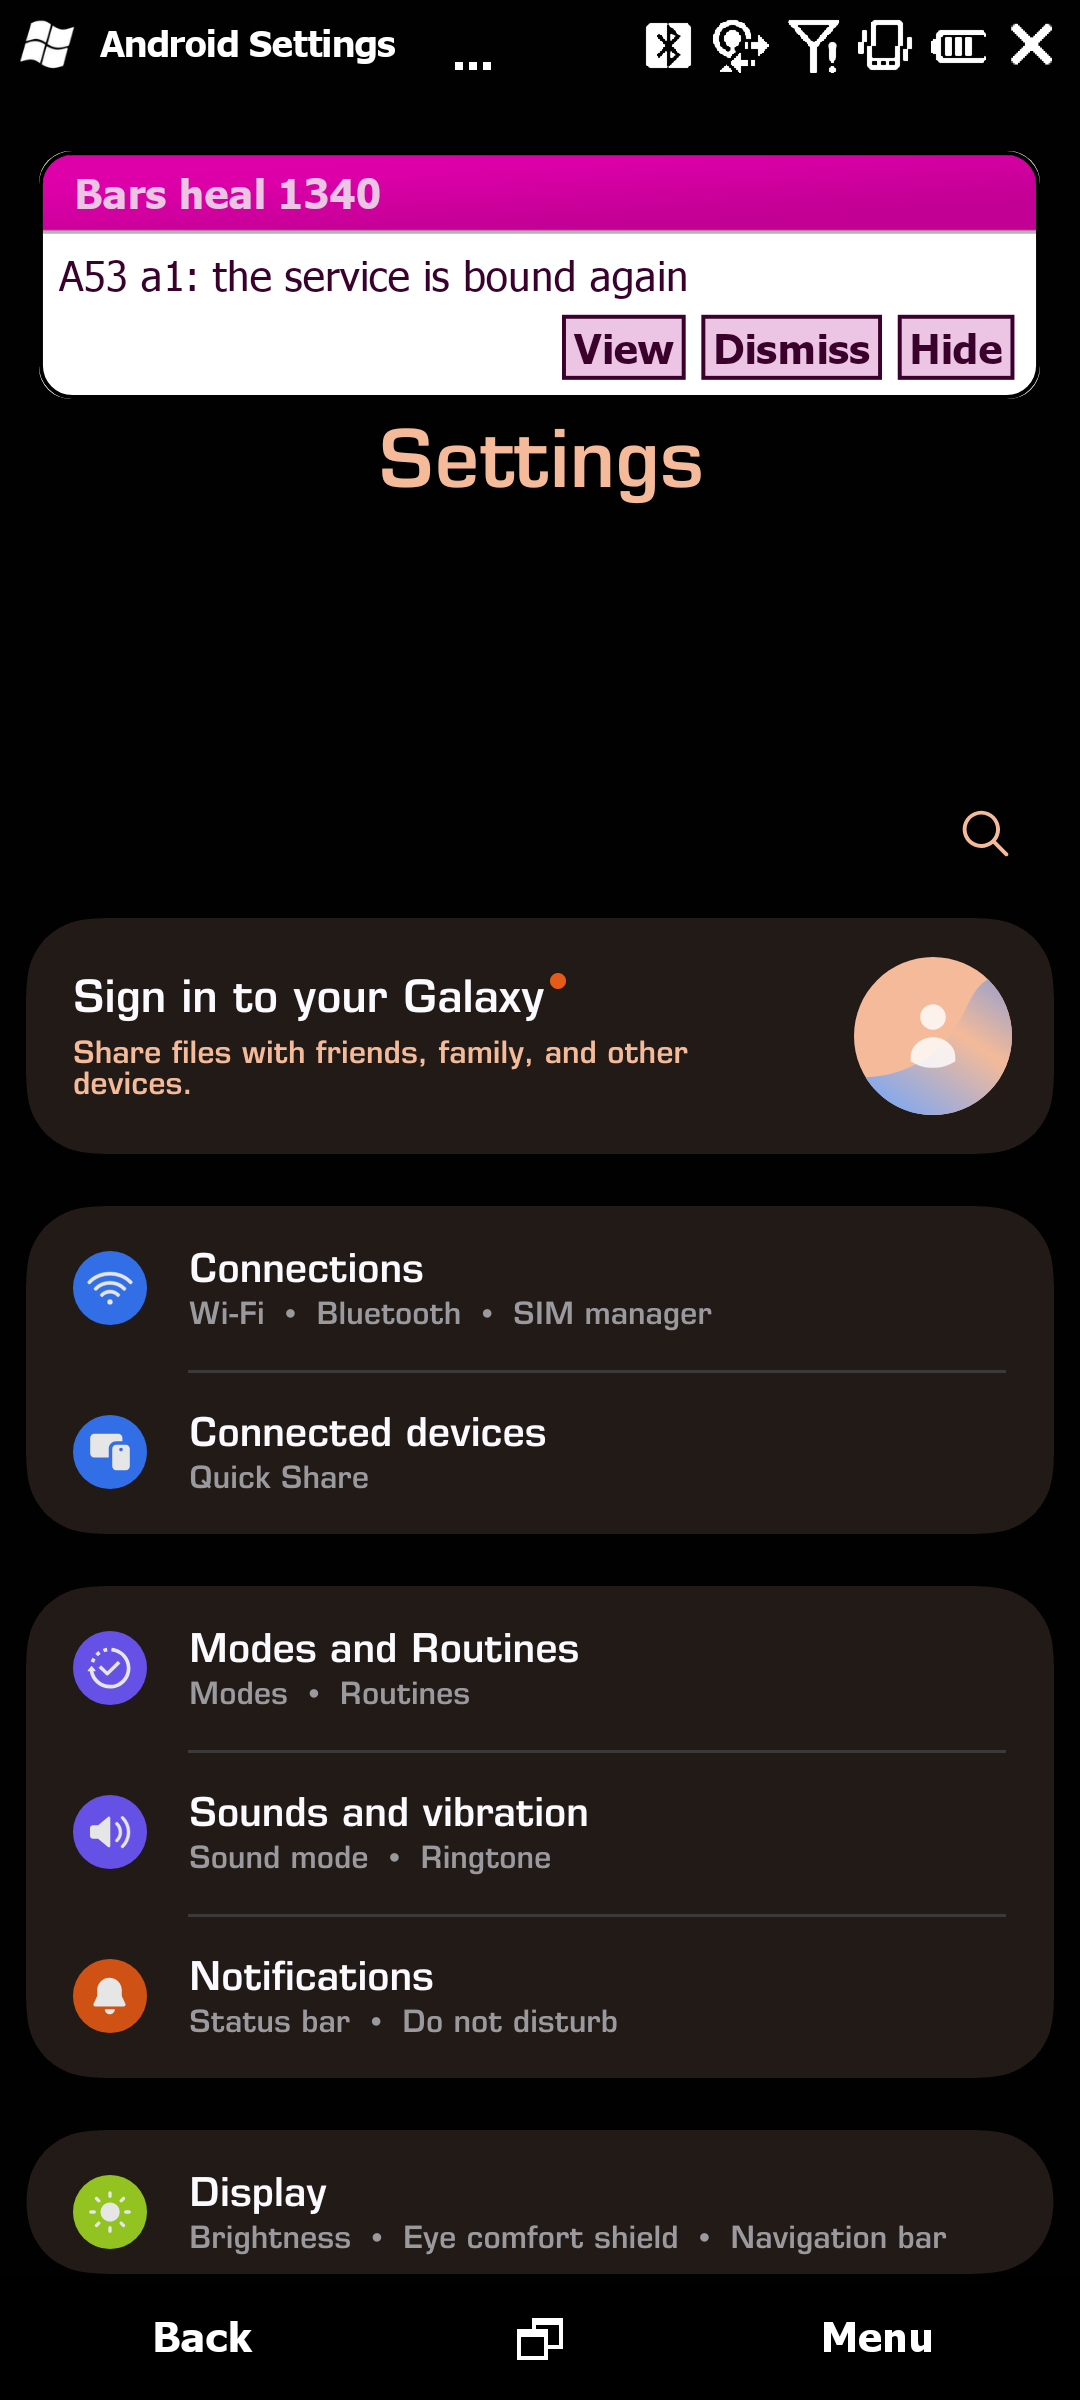 Android Settings ...
Bars heal 1340
A53 a1: the service is bound again
View Dismiss Hide
Settings
Sign in to your Galaxy
Share files with friends, family, and other
devices.
Connections
Wi-Fi • Bluetooth • SIM manager
Connected devices
Quick Share
Modes and Routines
Modes • Routines
Sounds and vibration
Sound mode • Ringtone
Notifications
Status bar • Do not disturb
Display
Brightness • Eye comfort shield • Navigation bar
Back Menu